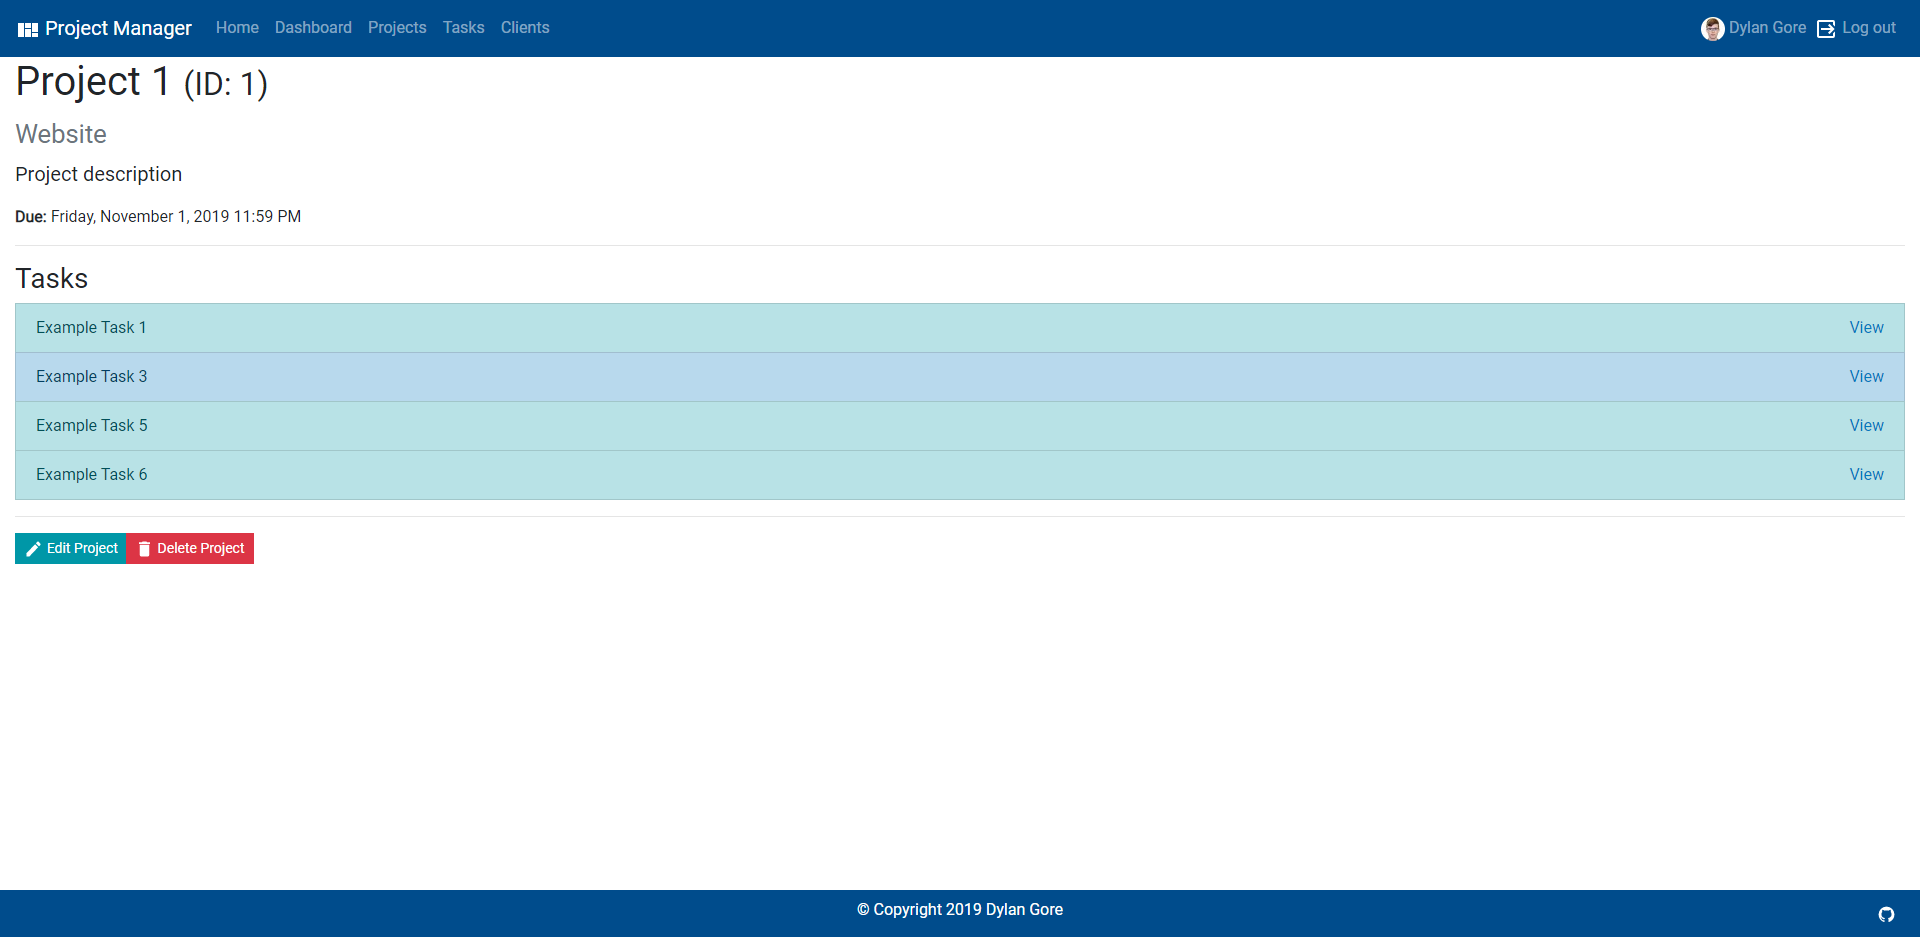 Project Manager Home Dashboard Projects Tasks Clients Dylan Gore Log out
Project 1 (ID: 1)
Website
Project description
Due: Friday, November 1, 2019 11:59 PM
Tasks
Example Task 1 View
Example Task 3 View
Example Task 5 View
Example Task 6 View
Edit Project Delete Project
© Copyright 2019 Dylan Gore